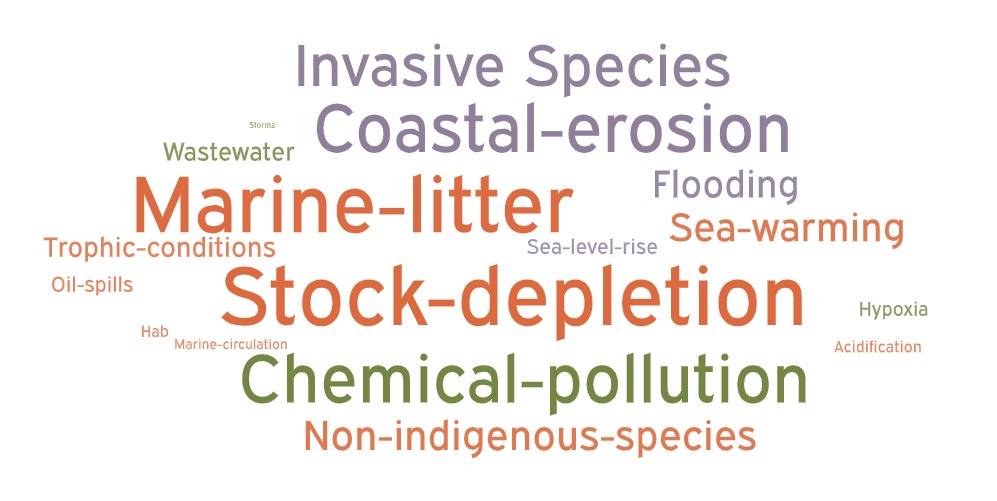 Invasive Species
Storms
Coastal-erosion
Wastewater
Flooding
Marine-litter
Sea-warming
Trophic-conditions
Sea-level-rise
Oil-spills
Stock-depletion
Hypoxia
Hab
Marine-circulation
Acidification
Chemical-pollution
Non-indigenous-species